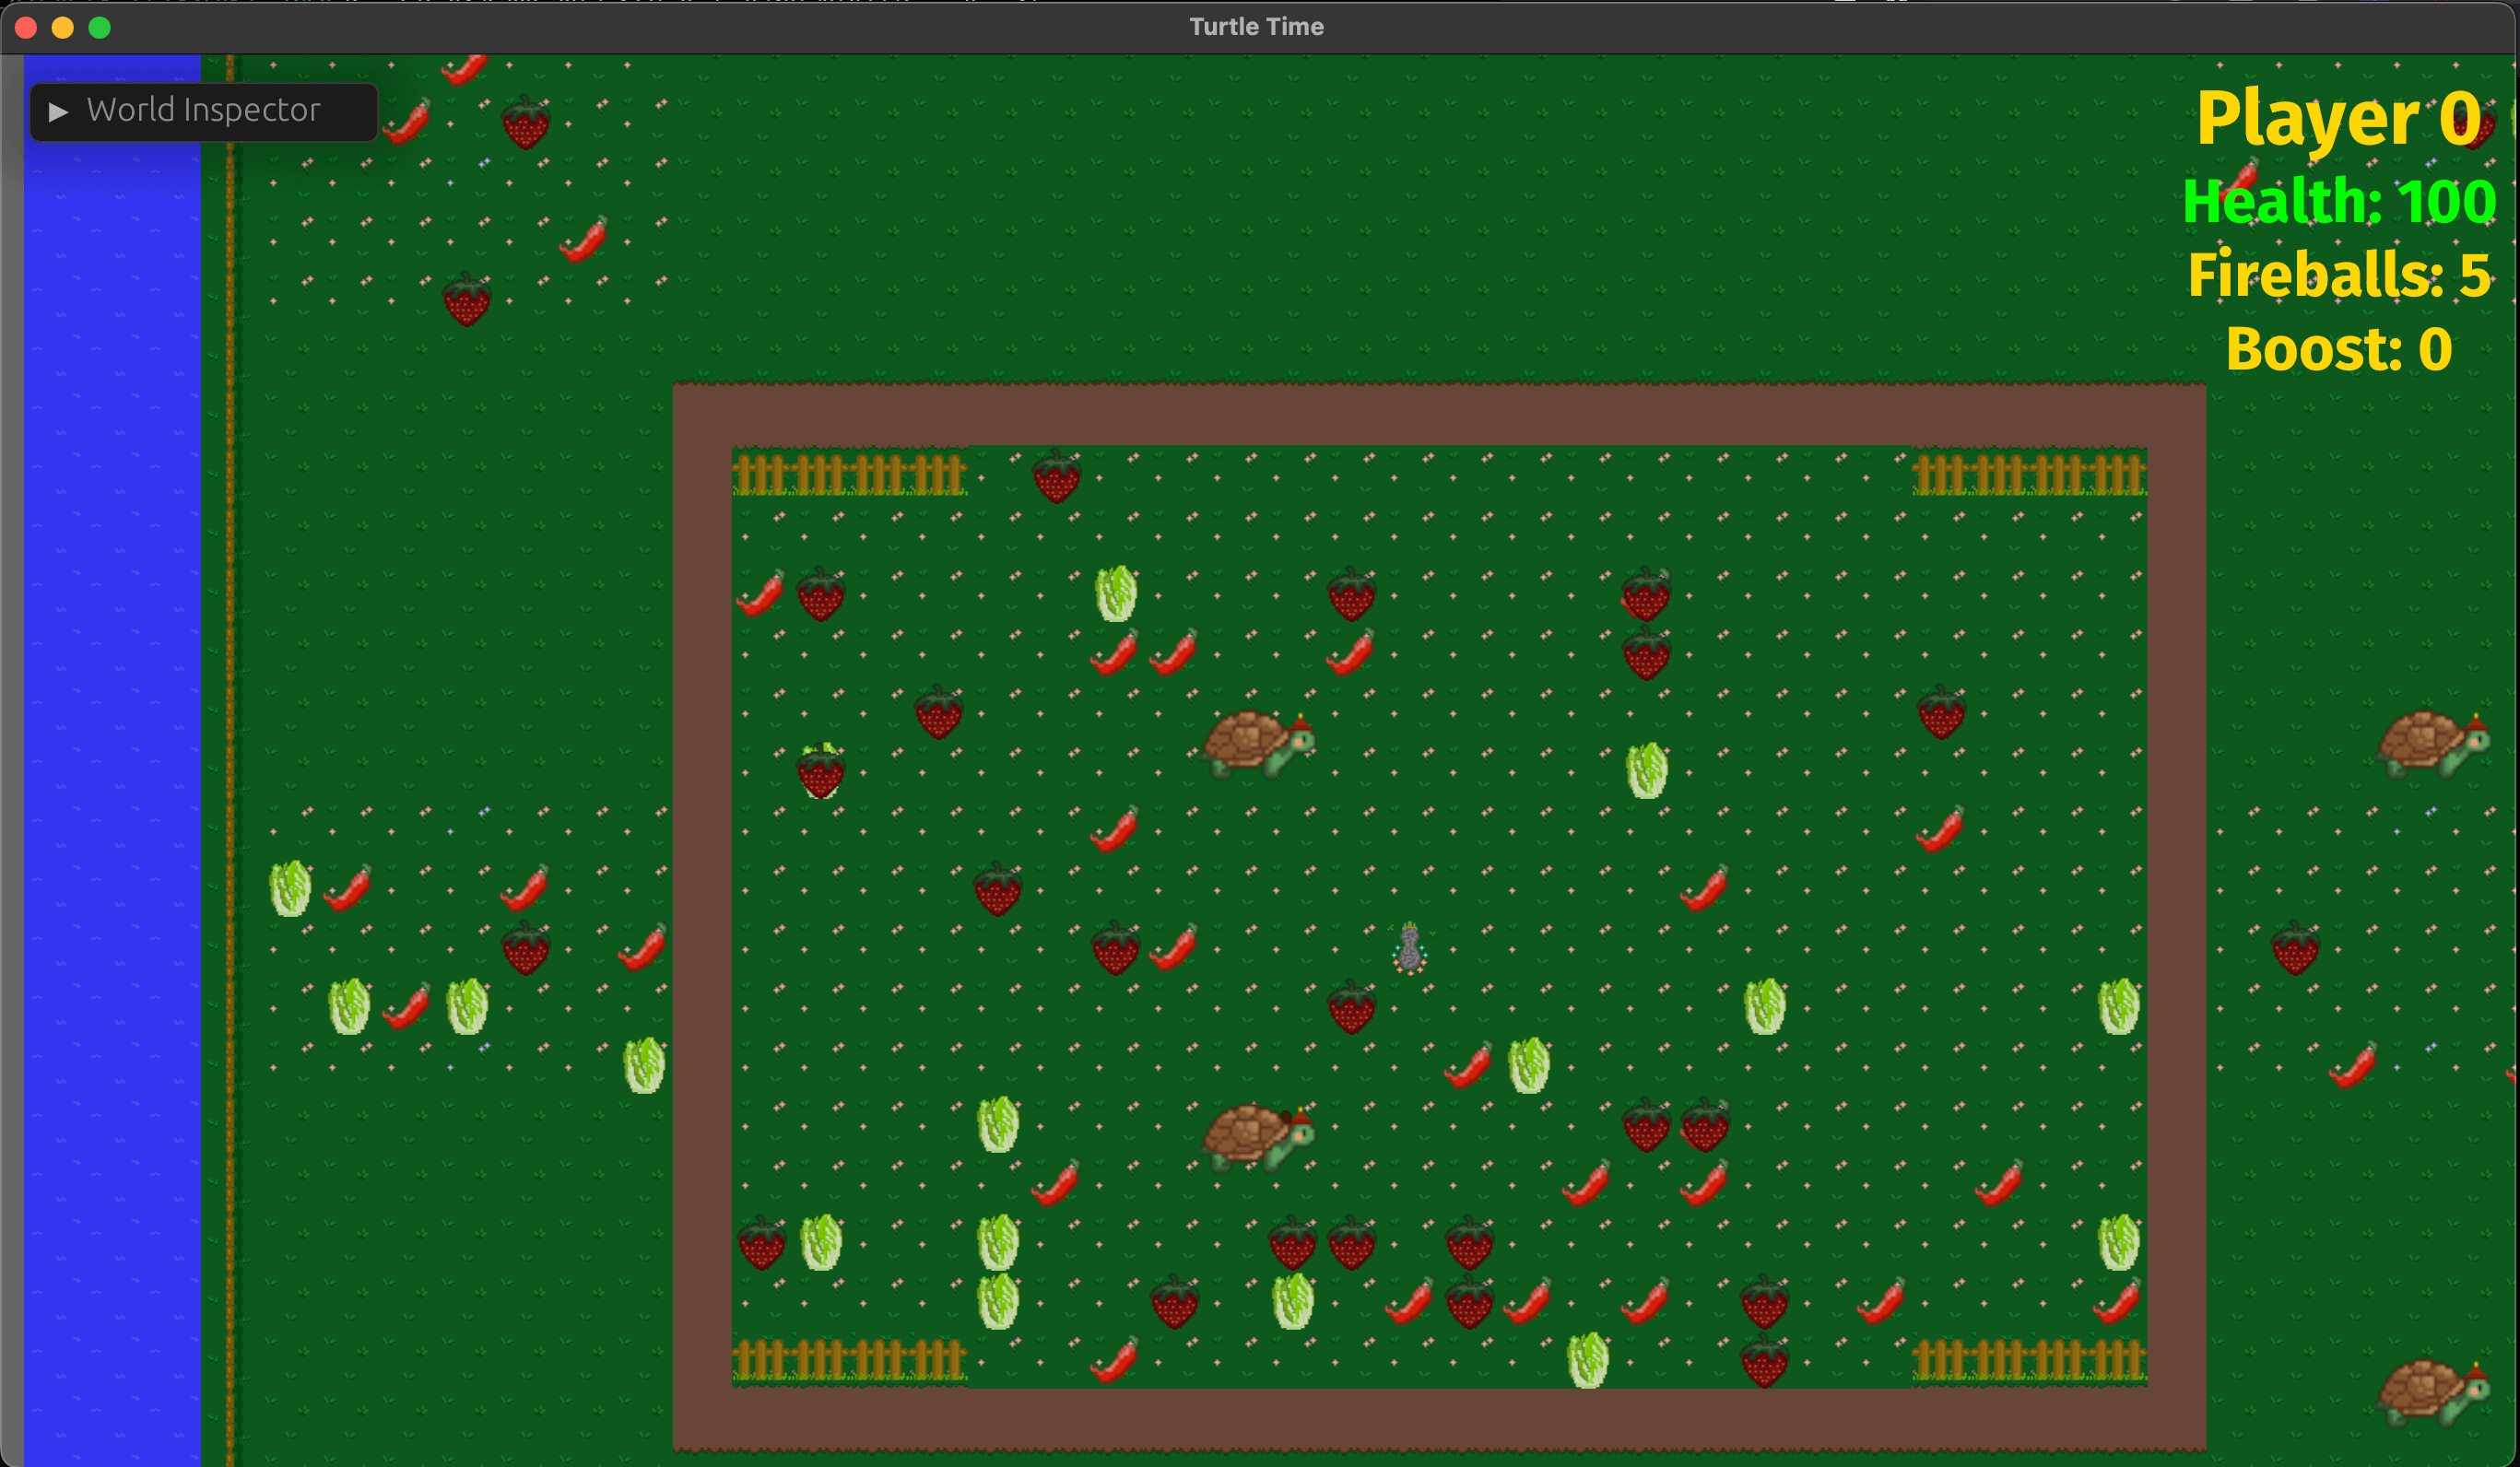 Turtle Time
▶ World Inspector
Player 0
Health: 100
Fireballs: 5
Boost: 0